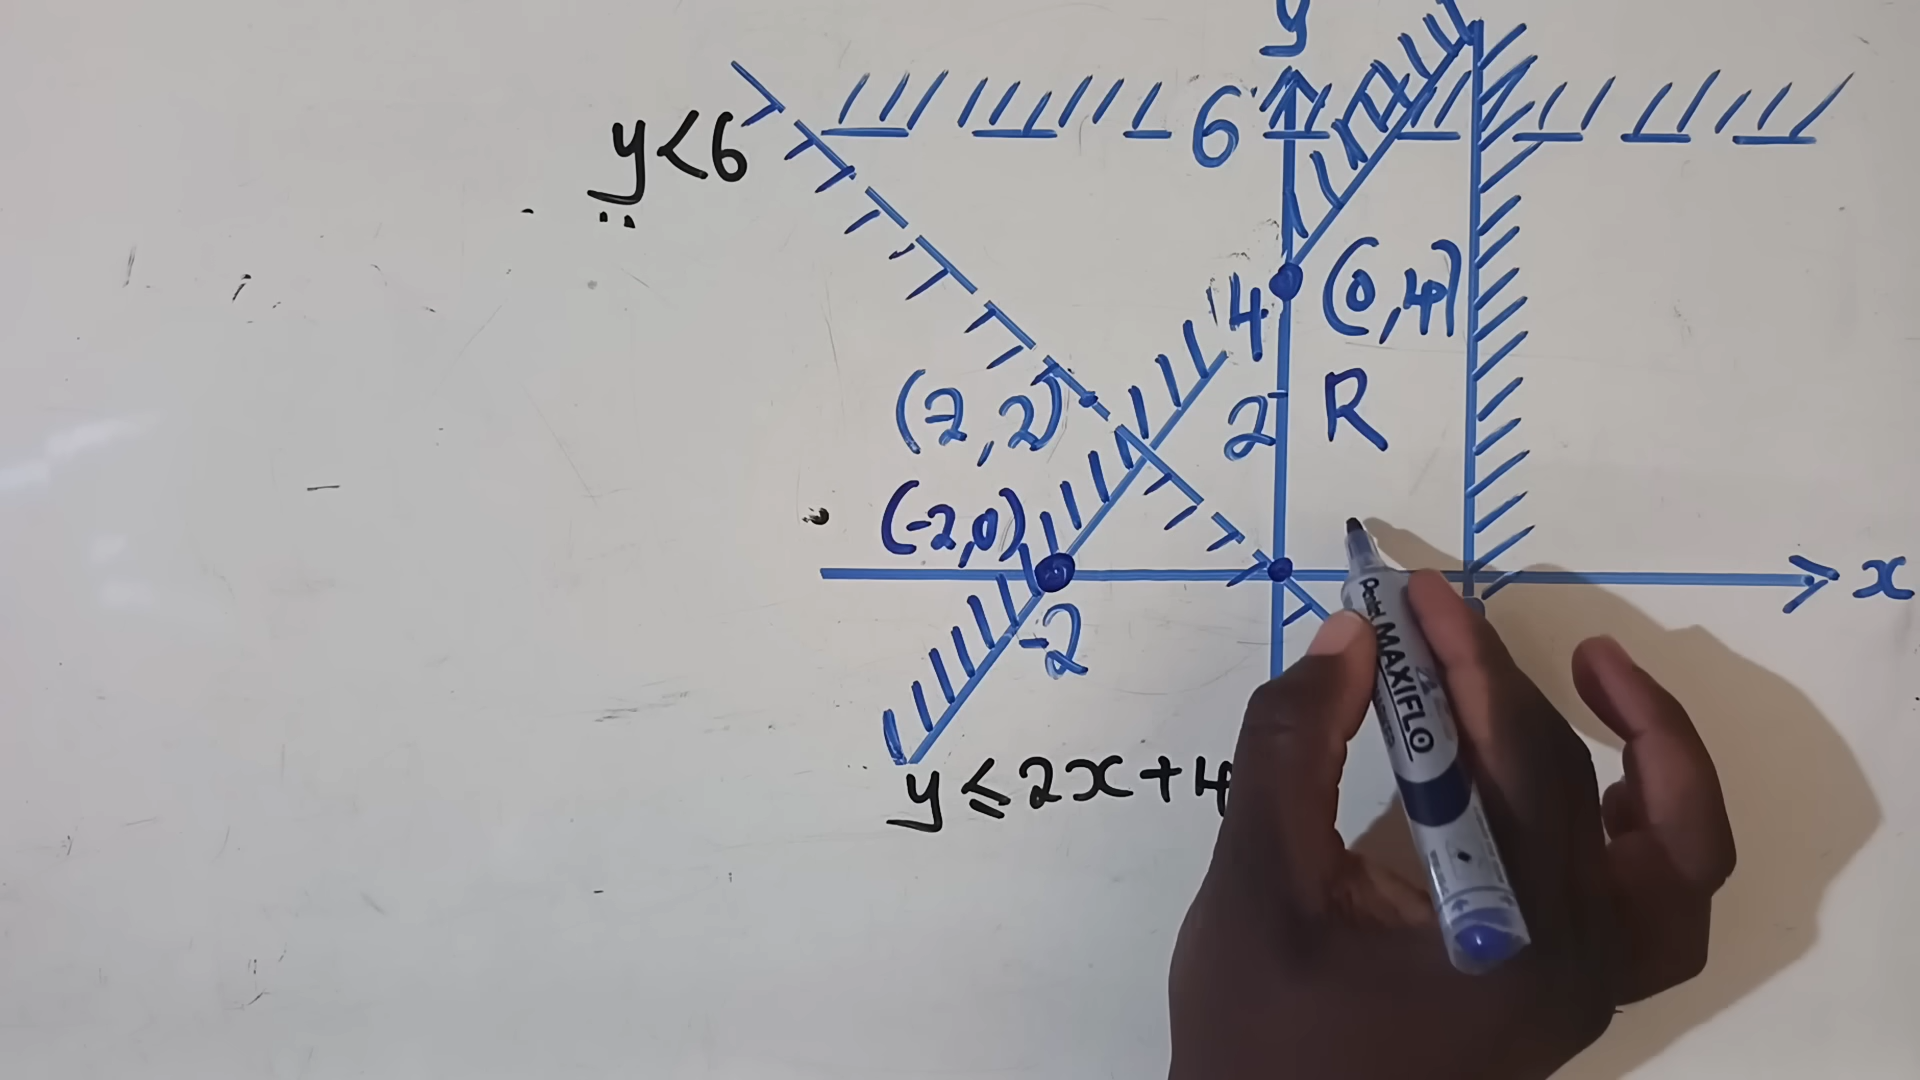 y
6
y<6
(0,4)
4
(-2,2)
2
R
(-2,0)
x
-2
y≤2x+4
Pentel MAXIFLO